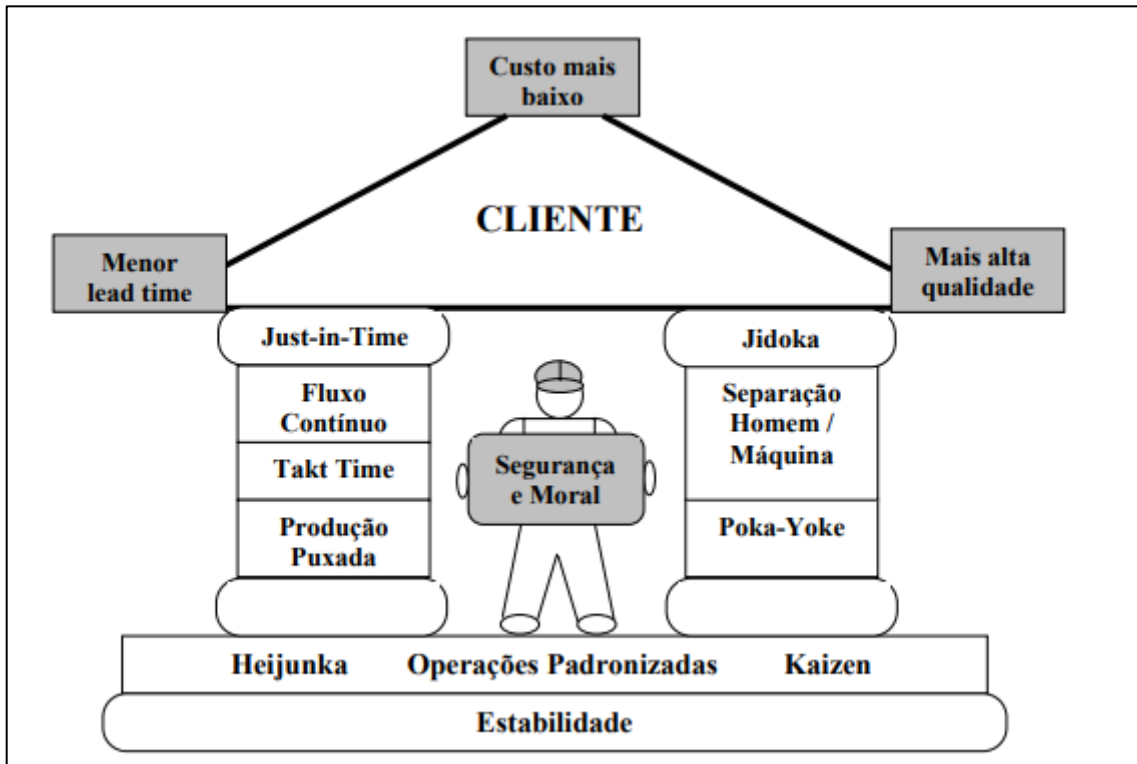 Custo mais
baixo
CLIENTE
Menor
lead time
Mais alta
qualidade
Just-in-Time
Jidoka
Fluxo
Contínuo
Takt Time
Produção
Puxada
Segurança
e Moral
Separação
Homem /
Máquina
Poka-Yoke
Heijunka Operações Padronizadas Kaizen
Estabilidade